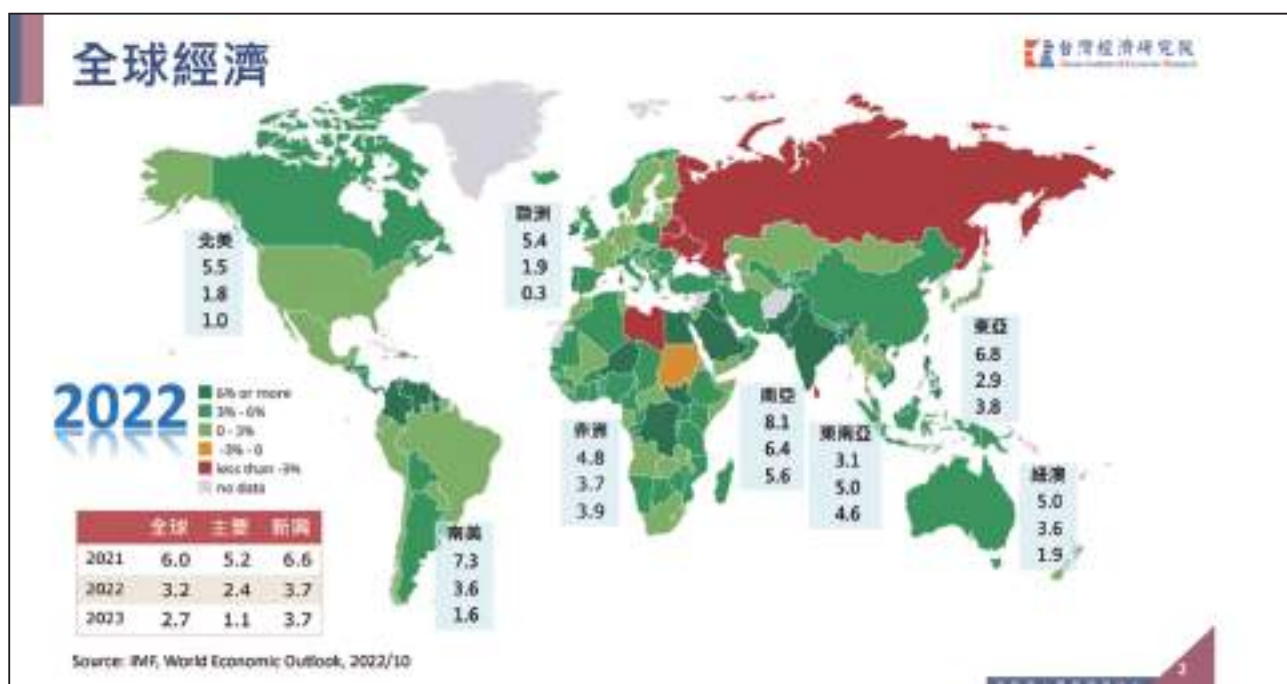 全球經濟
台灣經濟研究院
Taiwan Institute of Economic Research
北美
5.5
1.8
1.0
歐洲
5.4
1.9
0.3
東亞
6.8
2.9
3.8
南亞
8.1
6.4
5.6
東南亞
3.1
5.0
4.6
非洲
4.8
3.7
3.9
紐澳
5.0
3.6
1.9
南美
7.3
3.6
1.6
2022
6% or more
3% - 6%
0 - 3%
-3% - 0
less than -3%
no data
全球 主要 新興
2021 6.0 5.2 6.6
2022 3.2 2.4 3.7
2023 2.7 1.1 3.7
Source: IMF, World Economic Outlook, 2022/10
3